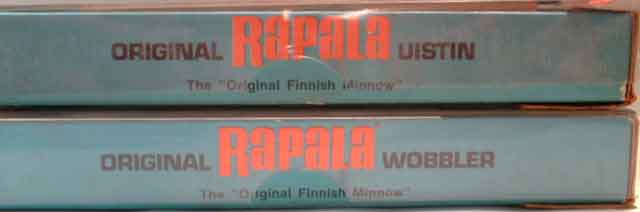 ORIGINAL RAPALA UISTIN
The "Original Finnish Minnow"
ORIGINAL RAPALA WOBBLER
The "Original Finnish Minnow"